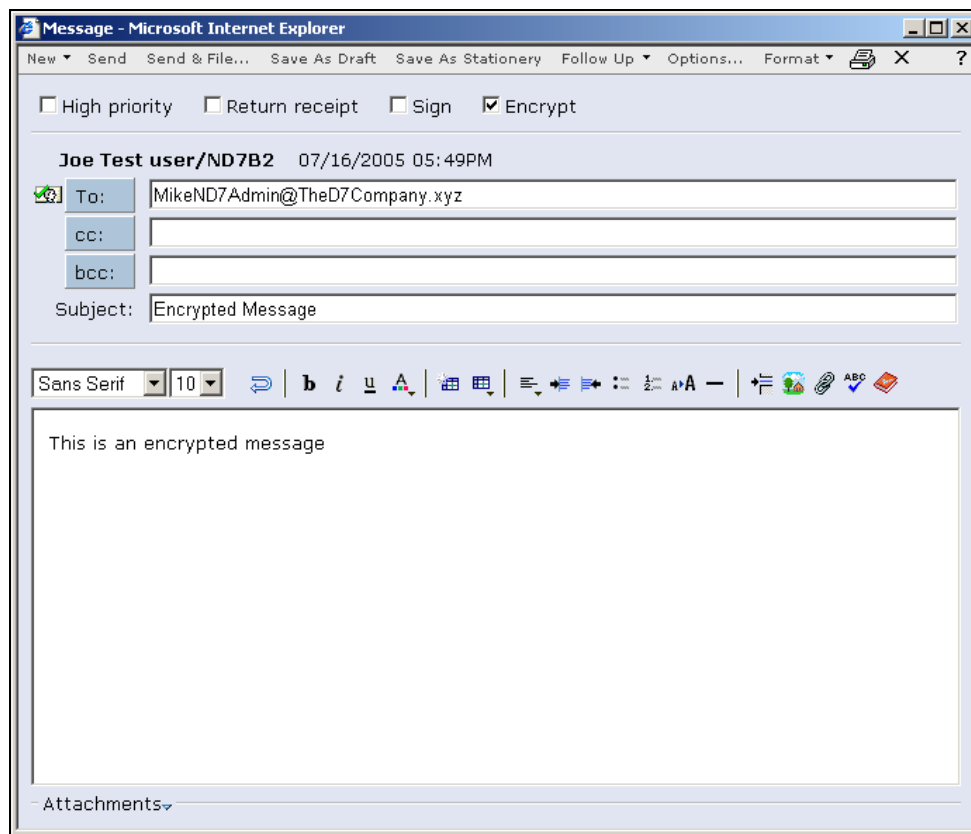 Message - Microsoft Internet Explorer
New Send Send & File... Save As Draft Save As Stationery Follow Up Options... Format ?
High priority Return receipt Sign Encrypt
Joe Test user/ND7B2 07/16/2005 05:49PM
To: MikeND7Admin@TheD7Company.xyz
cc:
bcc:
Subject: Encrypted Message
Sans Serif 10 b i u A A A ABC
This is an encrypted message
Attachments